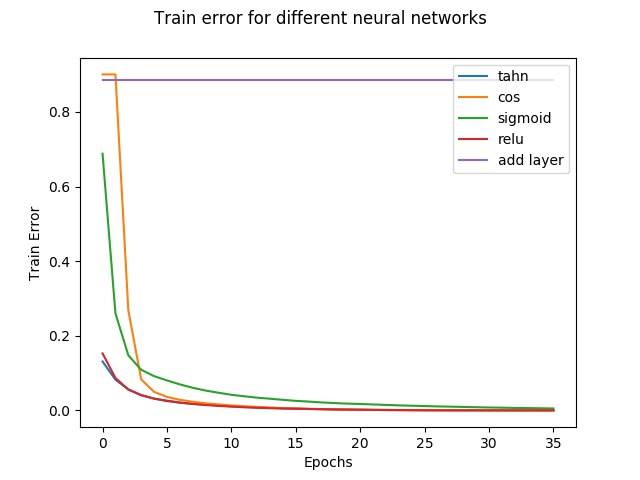 Train error for different neural networks
tahn
cos
sigmoid
relu
add layer
0.8
0.6
0.4
0.2
0.0
Train Error
0 5 10 15 20 25 30 35
Epochs